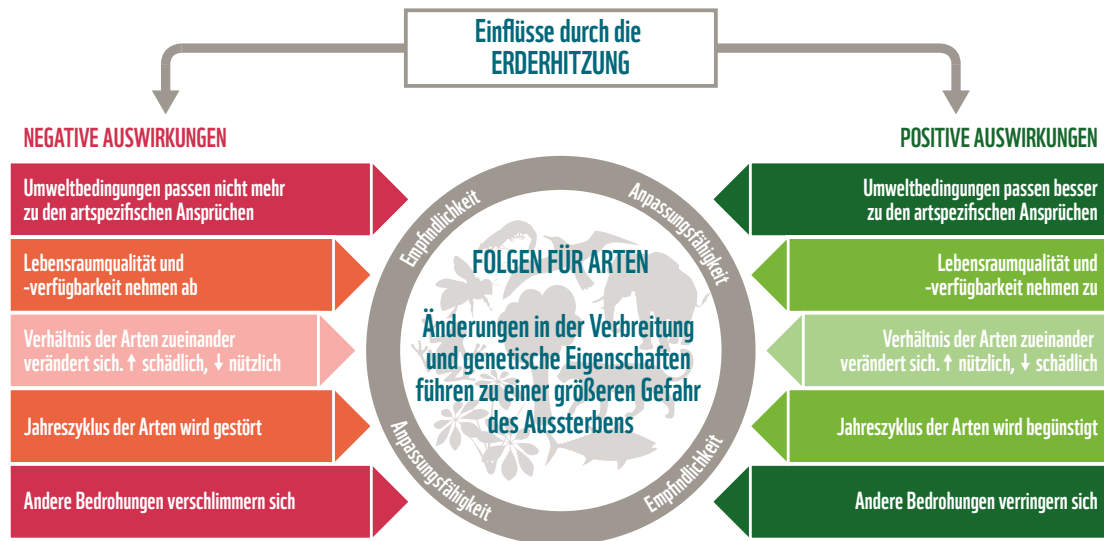 Einflüsse durch die
ERDERHITZUNG
NEGATIVE AUSWIRKUNGEN
Umweltbedingungen passen nicht mehr
zu den artspezifischen Ansprüchen
Lebensraumqualität und
-verfügbarkeit nehmen ab
Verhältnis der Arten zueinander
verändert sich. ↑ schädlich, ↓ nützlich
Jahreszyklus der Arten wird gestört
Andere Bedrohungen verschlimmern sich
Empfindlichkeit
Anpassungsfähigkeit
FOLGEN FÜR ARTEN
Änderungen in der Verbreitung
und genetische Eigenschaften
führen zu einer größeren Gefahr
des Aussterbens
Anpassungsfähigkeit
Empfindlichkeit
POSITIVE AUSWIRKUNGEN
Umweltbedingungen passen besser
zu den artspezifischen Ansprüchen
Lebensraumqualität und
-verfügbarkeit nehmen zu
Verhältnis der Arten zueinander
verändert sich. ↑ nützlich, ↓ schädlich
Jahreszyklus der Arten wird begünstigt
Andere Bedrohungen verringern sich